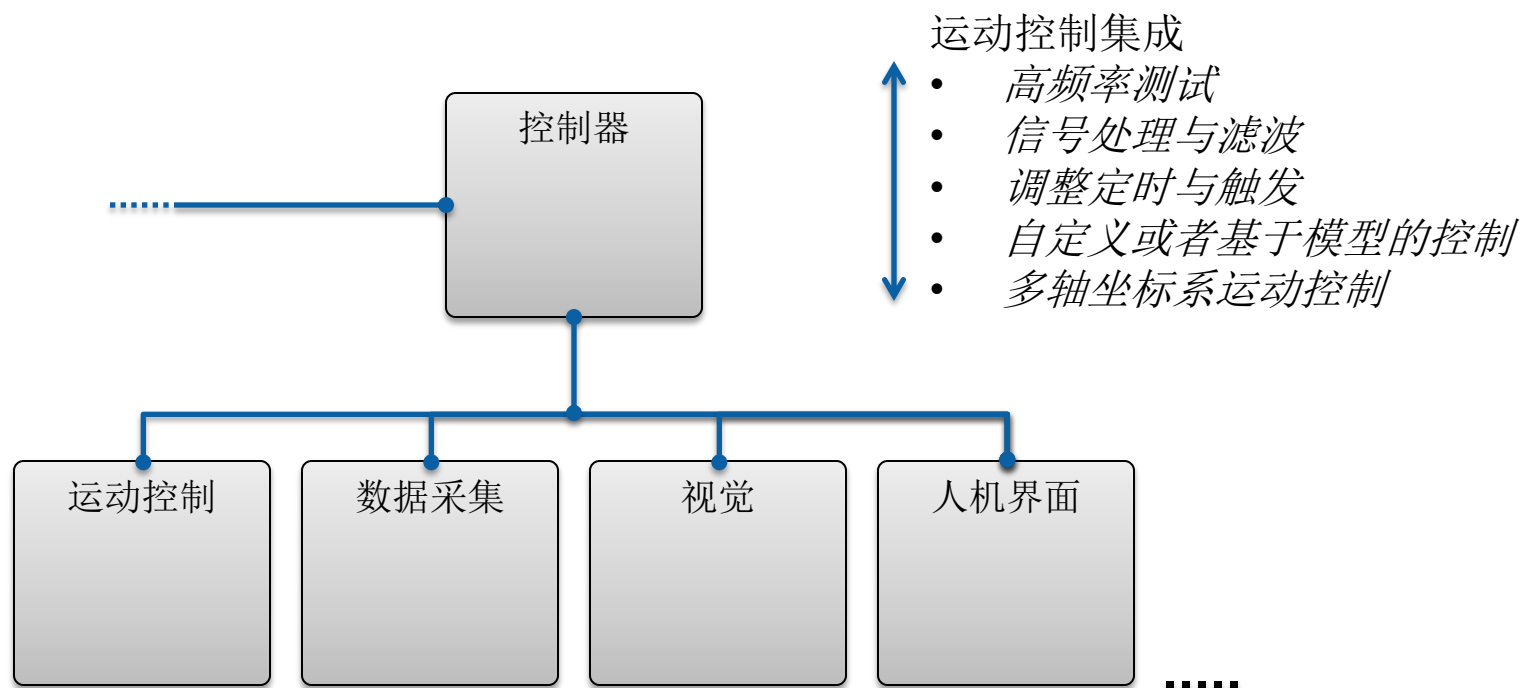 运动控制集成
• 高频率测试
• 信号处理与滤波
• 调整定时与触发
• 自定义或者基于模型的控制
• 多轴坐标系运动控制
控制器
运动控制
数据采集
视觉
人机界面